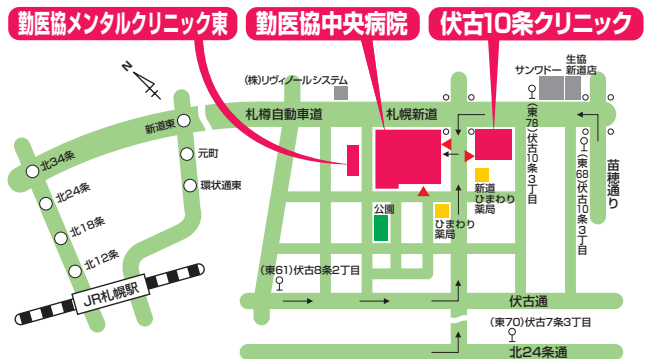 勤医協メンタルクリニック東
勤医協中央病院
伏古10条クリニック
N
(株)リヴィノールシステム
サンワドー
生協
新道店
札樽自動車道
札幌新道
新道東
元町
環状通東
北34条
北24条
北18条
北12条
JR札幌駅
(東78)伏古10条3丁目
(東68)伏古10条3丁目
苗穂通り
新道
ひまわり
薬局
公園
ひまわり
薬局
(東61)伏古8条2丁目
伏古通
(東70)伏古7条3丁目
北24条通